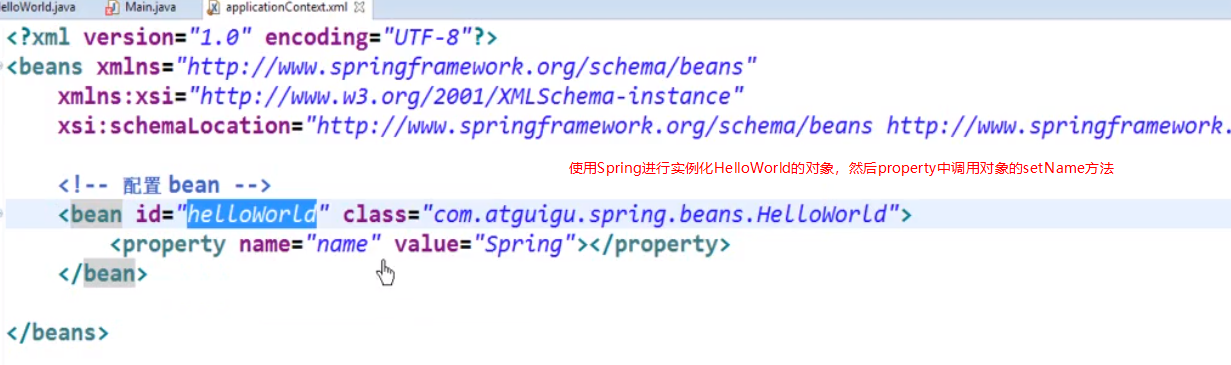 elloWorld.java Main.java applicationContext.xml
<?xml version="1.0" encoding="UTF-8"?>
<beans xmlns="http://www.springframework.org/schema/beans"
xmlns:xsi="http://www.w3.org/2001/XMLSchema-instance"
xsi:schemaLocation="http://www.springframework.org/schema/beans http://www.springframework.
使用Spring进行实例化HelloWorld的对象，然后property中调用对象的setName方法
<!-- 配置 bean -->
<bean id="helloWorld" class="com.atguigu.spring.beans.HelloWorld">
<property name="name" value="Spring"></property>
</bean>
</beans>